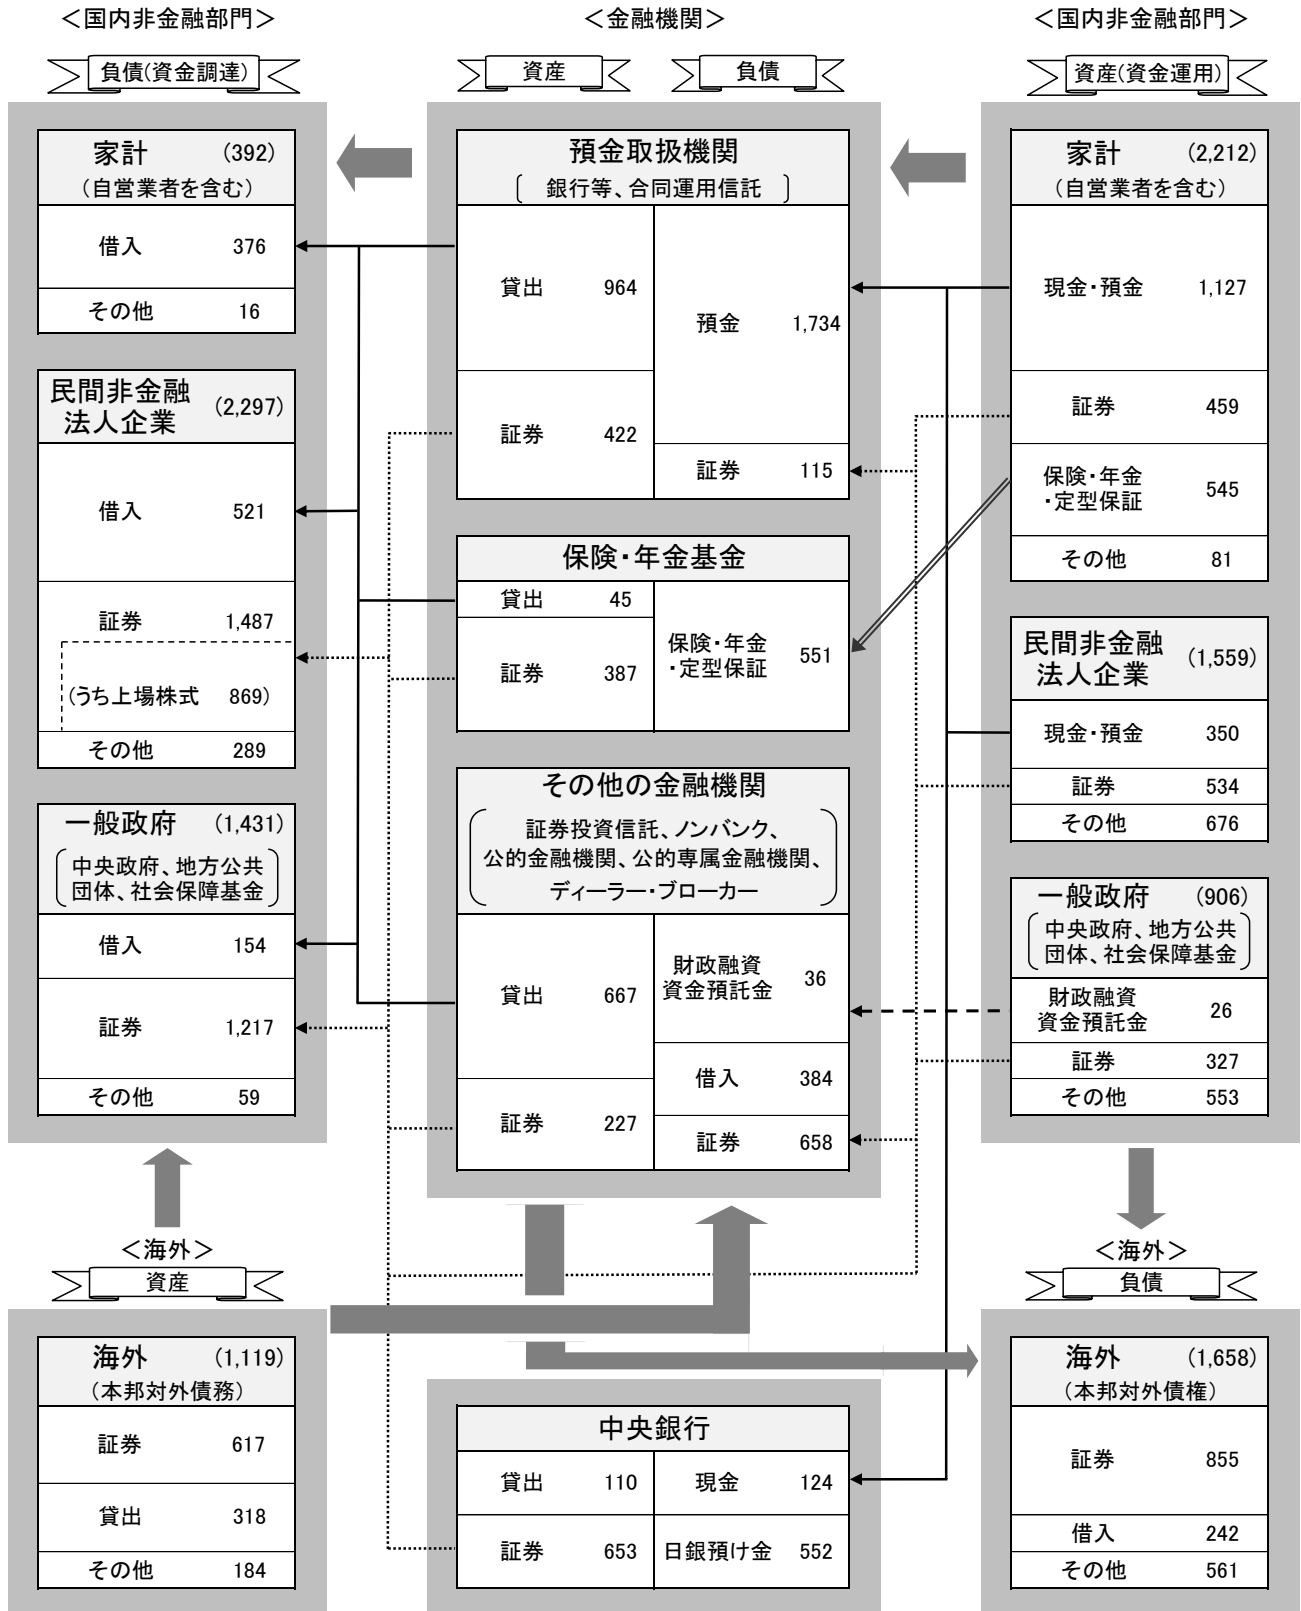 ＜国内非金融部門＞
負債(資金調達)
家計 (392)
(自営業者を含む)
借入 376
その他 16
民間非金融
法人企業 (2,297)
借入 521
証券 1,487
(うち上場株式 869)
その他 289
一般政府 (1,431)
中央政府、地方公共
団体、社会保障基金
借入 154
証券 1,217
その他 59
＜海外＞
資産
海外 (1,119)
(本邦対外債務)
証券 617
貸出 318
その他 184
＜金融機関＞
資産 負債
預金取扱機関
銀行等、合同運用信託
貸出 964
証券 422
預金 1,734
証券 115
保険・年金基金
貸出 45
証券 387
保険・年金
・定型保証 551
その他の金融機関
証券投資信託、ノンバンク、
公的金融機関、公的専属金融機関、
ディーラー・ブローカー
貸出 667
証券 227
財政融資
資金預託金 36
借入 384
証券 658
中央銀行
貸出 110 現金 124
証券 653 日銀預け金 552
＜国内非金融部門＞
資産(資金運用)
家計 (2,212)
(自営業者を含む)
現金・預金 1,127
証券 459
保険・年金
・定型保証 545
その他 81
民間非金融
法人企業 (1,559)
現金・預金 350
証券 534
その他 676
一般政府 (906)
中央政府、地方公共
団体、社会保障基金
財政融資
資金預託金 26
証券 327
その他 553
＜海外＞
負債
海外 (1,658)
(本邦対外債権)
証券 855
借入 242
その他 561